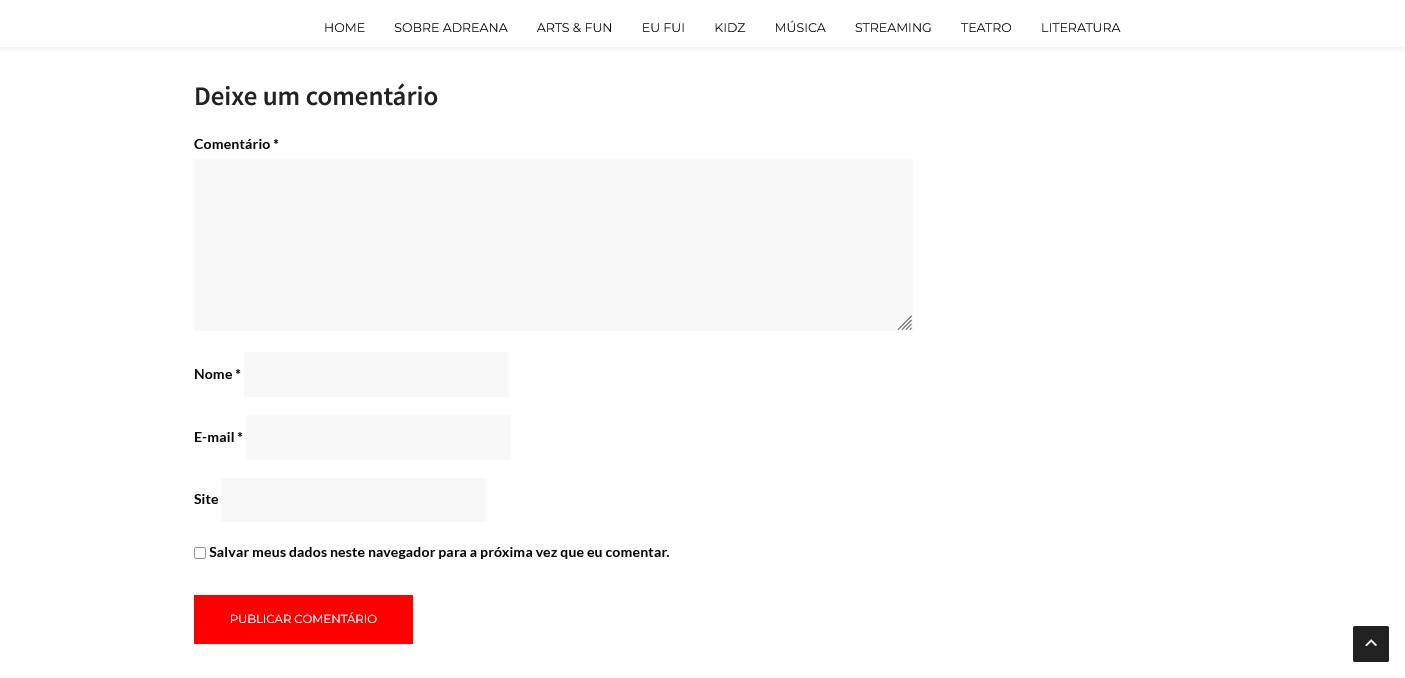 HOME SOBRE ADREANA ARTS & FUN EU FUI KIDZ MÚSICA STREAMING TEATRO LITERATURA
Deixe um comentário
Comentário *
Nome *
E-mail *
Site
Salvar meus dados neste navegador para a próxima vez que eu comentar.
PUBLICAR COMENTÁRIO